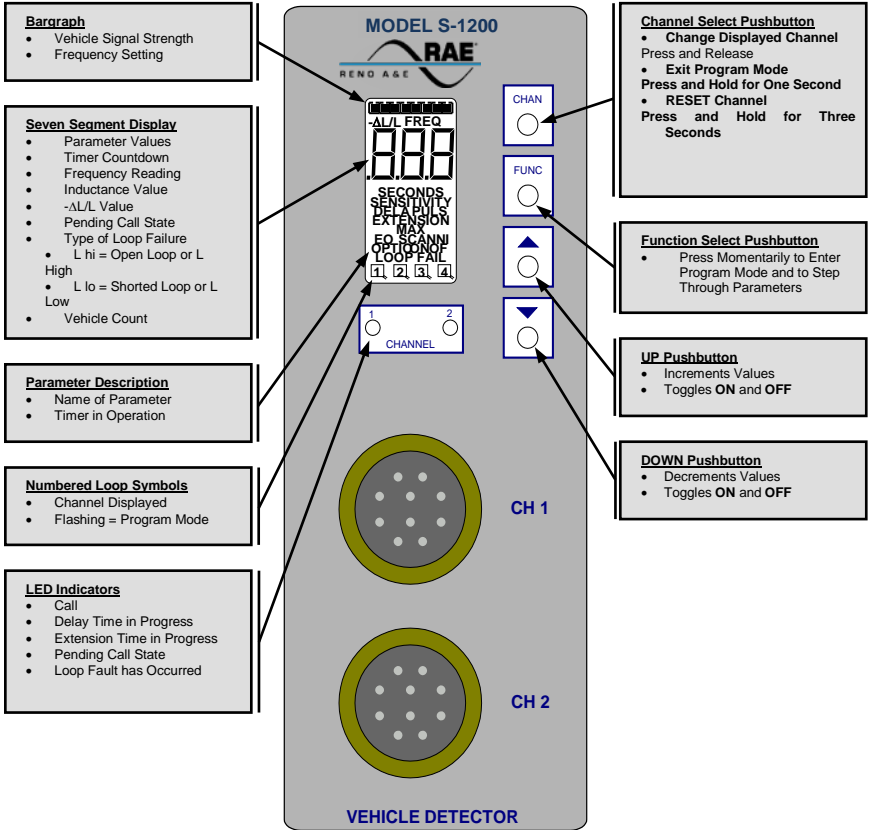 Bargraph
• Vehicle Signal Strength
• Frequency Setting
Seven Segment Display
• Parameter Values
• Timer Countdown
• Frequency Reading
• Inductance Value
• -ΔL/L Value
• Pending Call State
• Type of Loop Failure
• L hi = Open Loop or L
High
• L lo = Shorted Loop or L
Low
• Vehicle Count
Parameter Description
• Name of Parameter
• Timer in Operation
Numbered Loop Symbols
• Channel Displayed
• Flashing = Program Mode
LED Indicators
• Call
• Delay Time in Progress
• Extension Time in Progress
• Pending Call State
• Loop Fault has Occurred
MODEL S-1200
RAE
RENO A&E
-ΔL/L FREQ
.888
SECONDS
SENSITIVITY
DELA PULS
EXTENSION
MAX
EO SCANNI
OPTIONOF
LOOP FAIL
1 2 3 4
1 2
CHANNEL
CHAN
FUNC
CH 1
CH 2
VEHICLE DETECTOR
Channel Select Pushbutton
• Change Displayed Channel
Press and Release
• Exit Program Mode
Press and Hold for One Second
• RESET Channel
Press and Hold for Three
Seconds
Function Select Pushbutton
• Press Momentarily to Enter
Program Mode and to Step
Through Parameters
UP Pushbutton
• Increments Values
• Toggles ON and OFF
DOWN Pushbutton
• Decrements Values
• Toggles ON and OFF